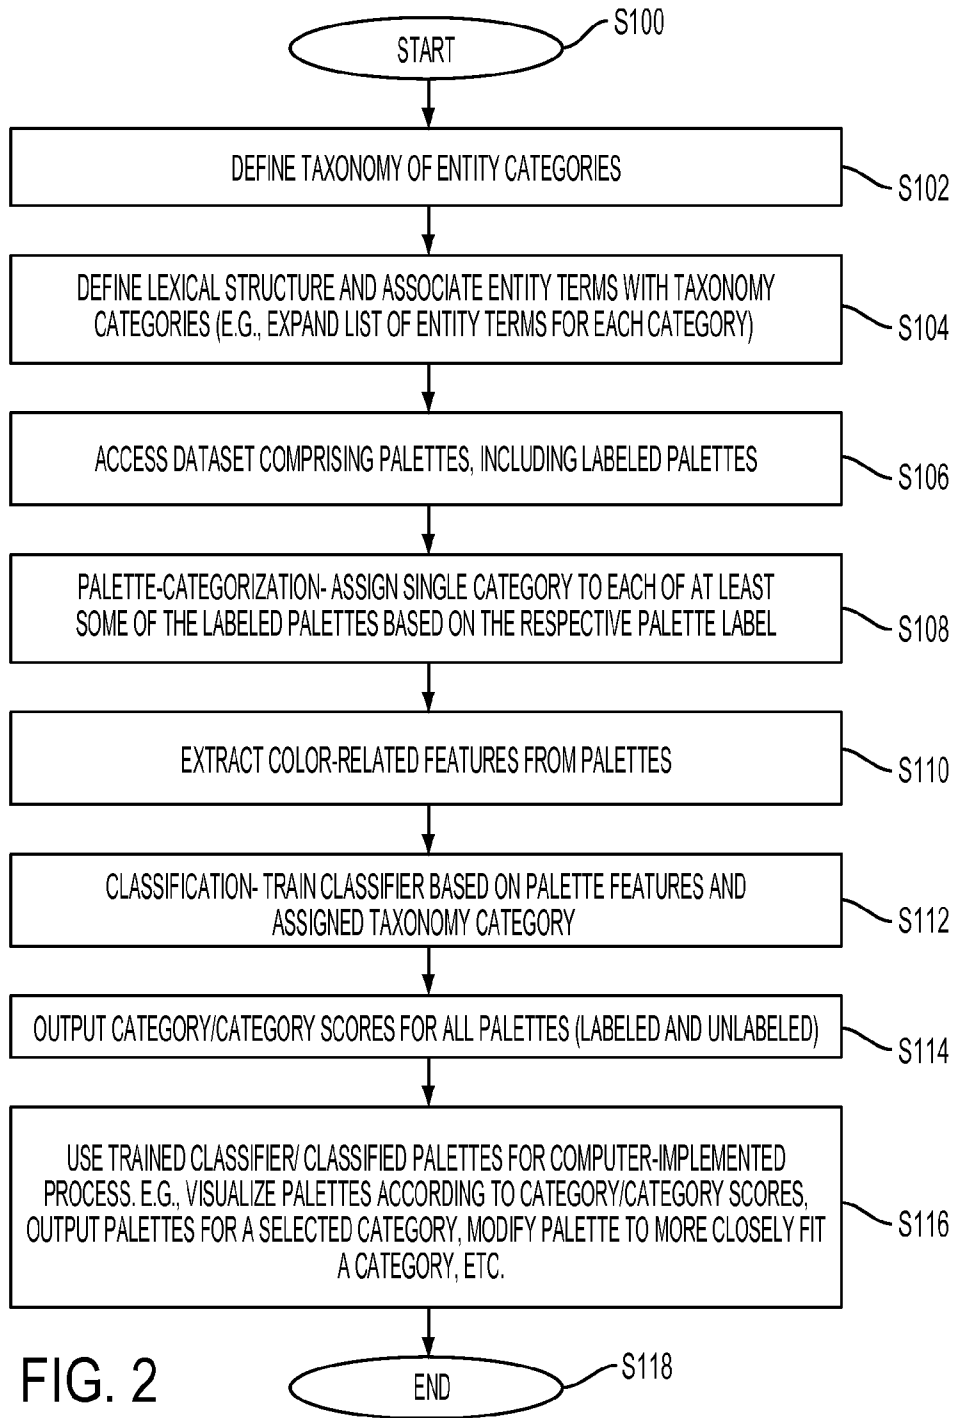 START
S100
DEFINE TAXONOMY OF ENTITY CATEGORIES
S102
DEFINE LEXICAL STRUCTURE AND ASSOCIATE ENTITY TERMS WITH TAXONOMY
CATEGORIES (E.G., EXPAND LIST OF ENTITY TERMS FOR EACH CATEGORY)
S104
ACCESS DATASET COMPRISING PALETTES, INCLUDING LABELED PALETTES
S106
PALETTE-CATEGORIZATION- ASSIGN SINGLE CATEGORY TO EACH OF AT LEAST
SOME OF THE LABELED PALETTES BASED ON THE RESPECTIVE PALETTE LABEL
S108
EXTRACT COLOR-RELATED FEATURES FROM PALETTES
S110
CLASSIFICATION- TRAIN CLASSIFIER BASED ON PALETTE FEATURES AND
ASSIGNED TAXONOMY CATEGORY
S112
OUTPUT CATEGORY/CATEGORY SCORES FOR ALL PALETTES (LABELED AND UNLABELED)
S114
USE TRAINED CLASSIFIER/ CLASSIFIED PALETTES FOR COMPUTER-IMPLEMENTED
PROCESS. E.G., VISUALIZE PALETTES ACCORDING TO CATEGORY/CATEGORY SCORES,
OUTPUT PALETTES FOR A SELECTED CATEGORY, MODIFY PALETTE TO MORE CLOSELY FIT
A CATEGORY, ETC.
S116
END
S118
FIG. 2